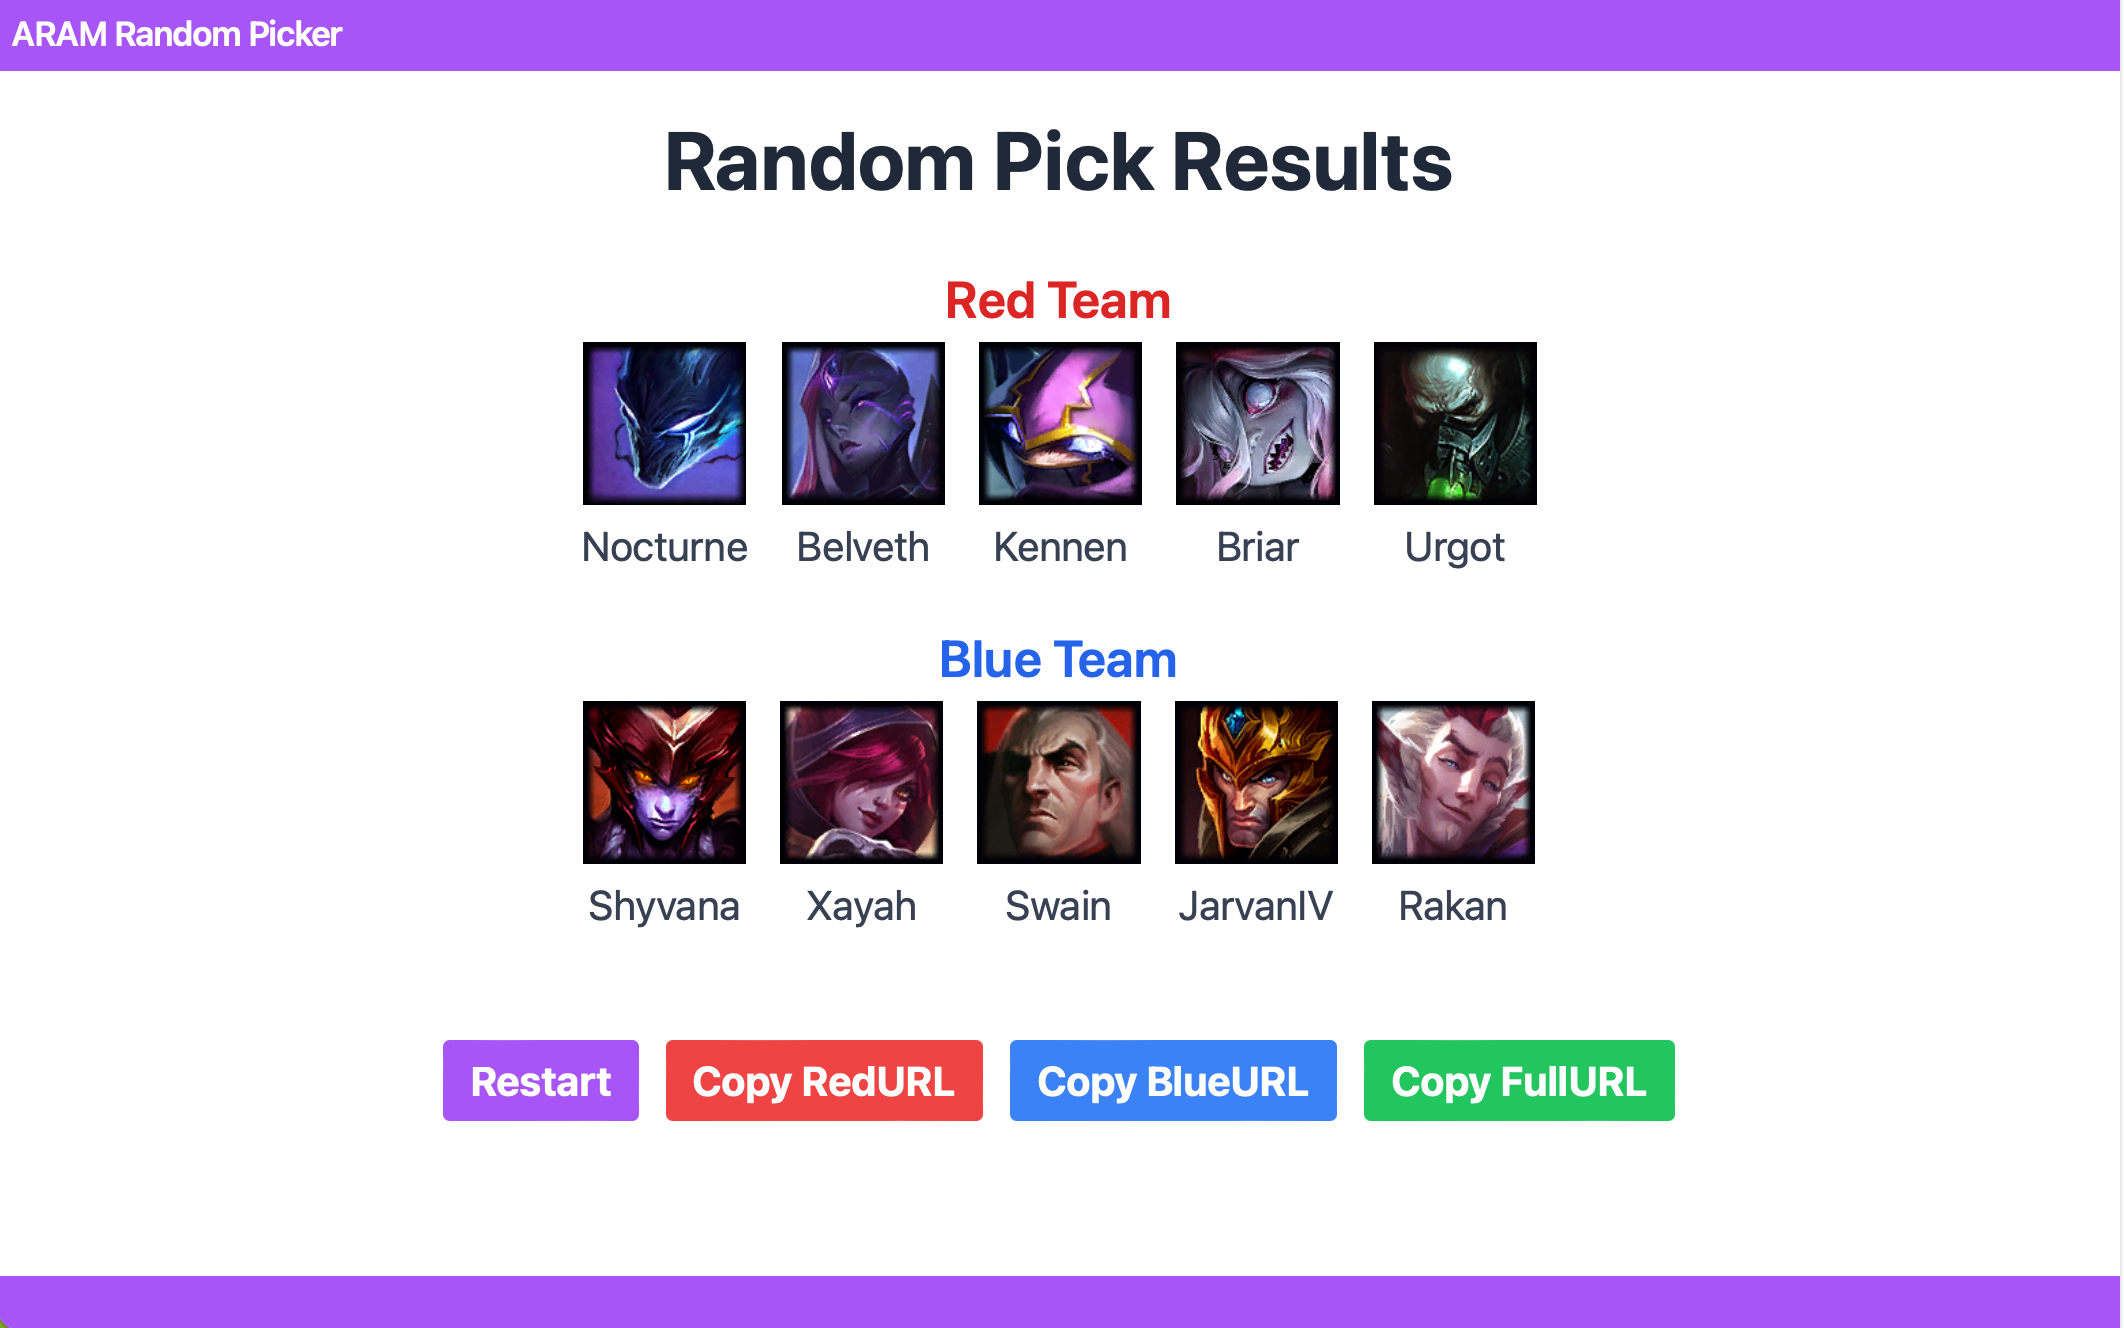 ARAM Random Picker
Random Pick Results
Red Team
Nocturne Belveth Kennen Briar Urgot
Blue Team
Shyvana Xayah Swain JarvanIV Rakan
Restart Copy RedURL Copy BlueURL Copy FullURL